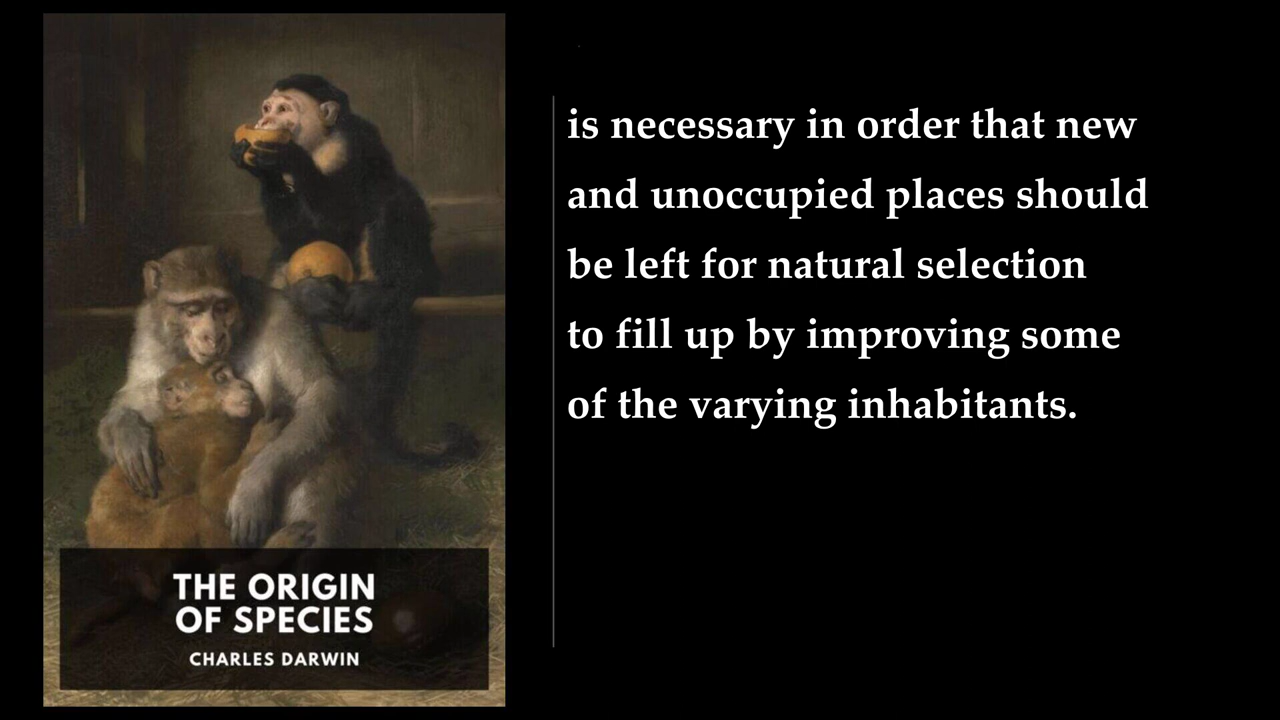 is necessary in order that new
and unoccupied places should
be left for natural selection
to fill up by improving some
of the varying inhabitants.
THE ORIGIN
OF SPECIES
CHARLES DARWIN